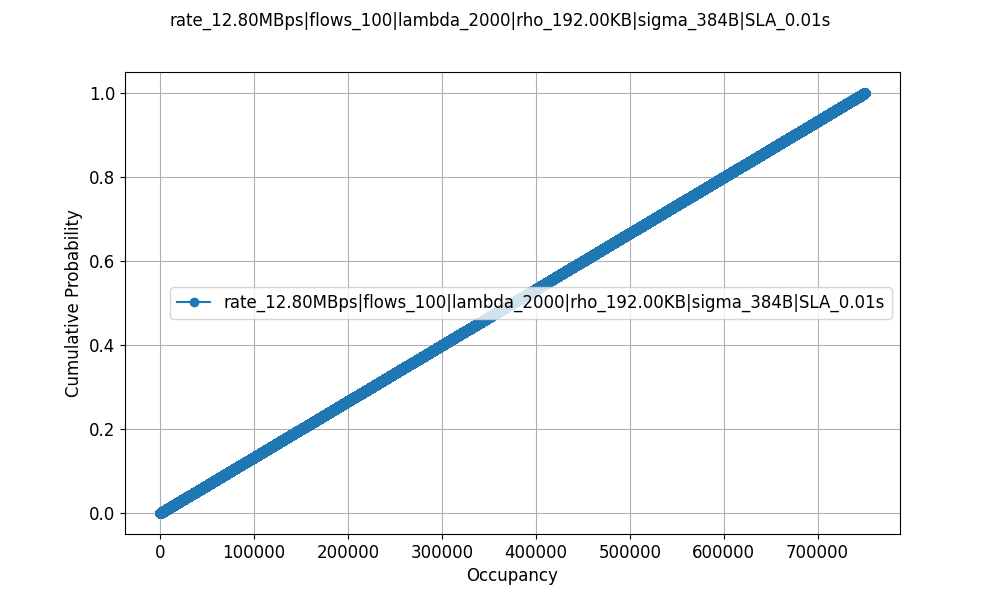 rate_12.80MBps|flows_100|lambda_2000|rho_192.00KB|sigma_384B|SLA_0.01s
1.0
0.8
0.6
0.4
0.2
0.0
Cumulative Probability
rate_12.80MBps|flows_100|lambda_2000|rho_192.00KB|sigma_384B|SLA_0.01s
0 100000 200000 300000 400000 500000 600000 700000
Occupancy